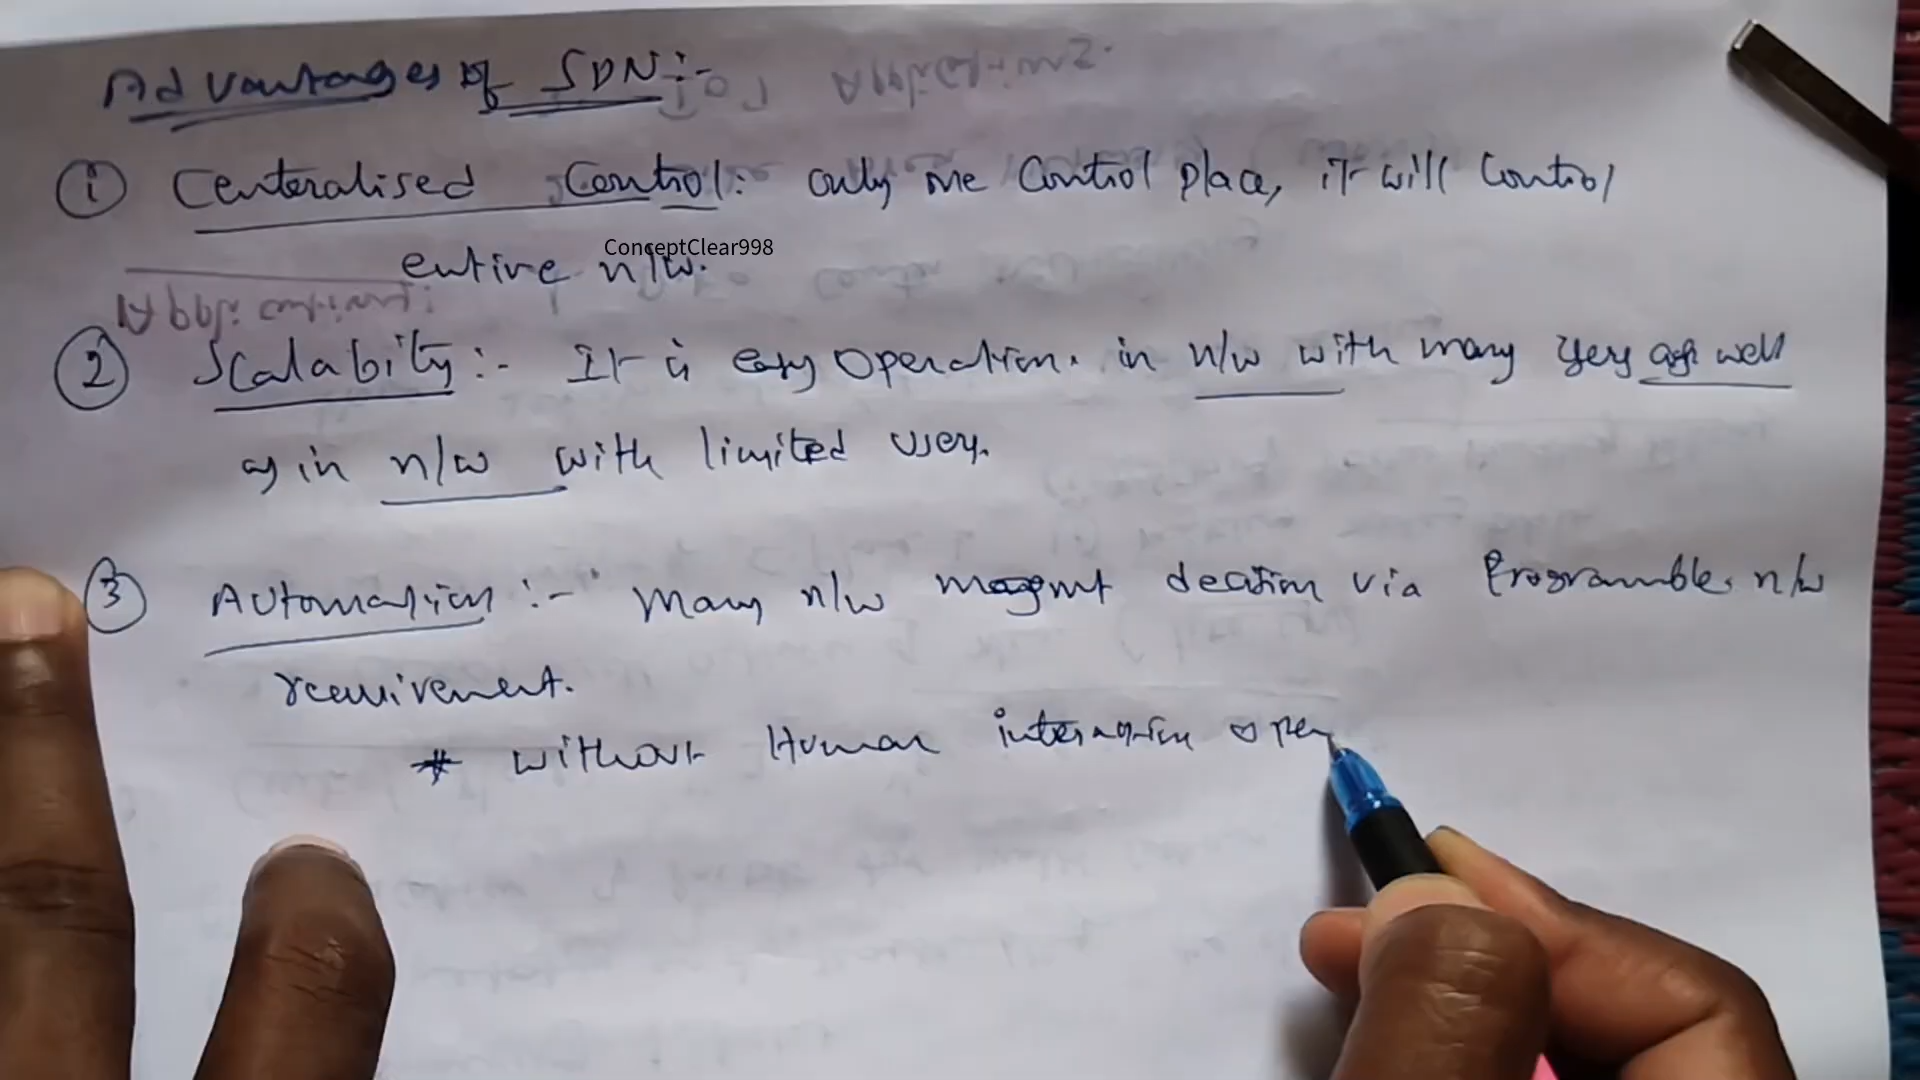 Advantages of SDN:-
① Centeralised Control: only one Control place, it will Control
entire n/w.
ConceptClear998
② Scalabity :- It is easy operation. in n/w with many users as well
as in n/w with limited users.
③ Automation :- Many n/w magmt decision via Programble n/w
requirement.
* without Human interaction oper